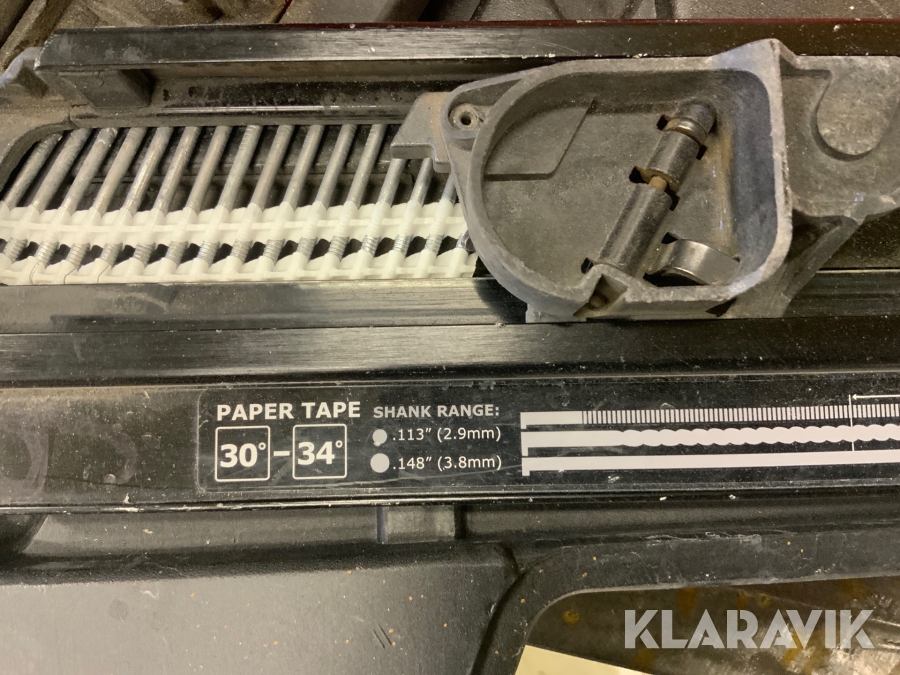 PAPER TAPE
30° - 34°
SHANK RANGE:
.113" (2.9mm)
.148" (3.8mm)
KLARAVIK